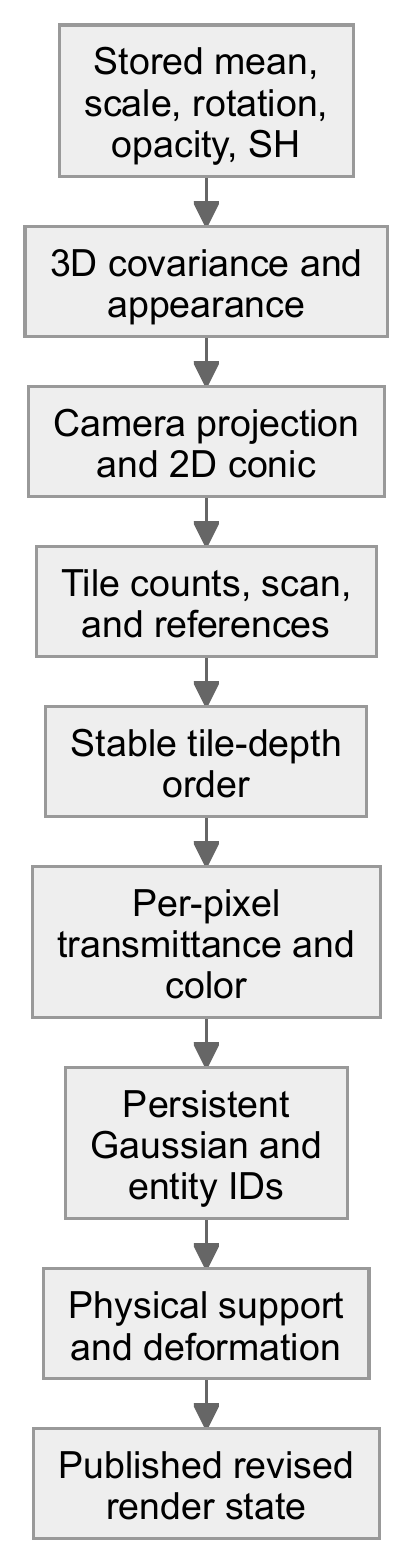 Stored mean,
scale, rotation,
opacity, SH
3D covariance and
appearance
Camera projection
and 2D conic
Tile counts, scan,
and references
Stable tile-depth
order
Per-pixel
transmittance and
color
Persistent
Gaussian and
entity IDs
Physical support
and deformation
Published revised
render state